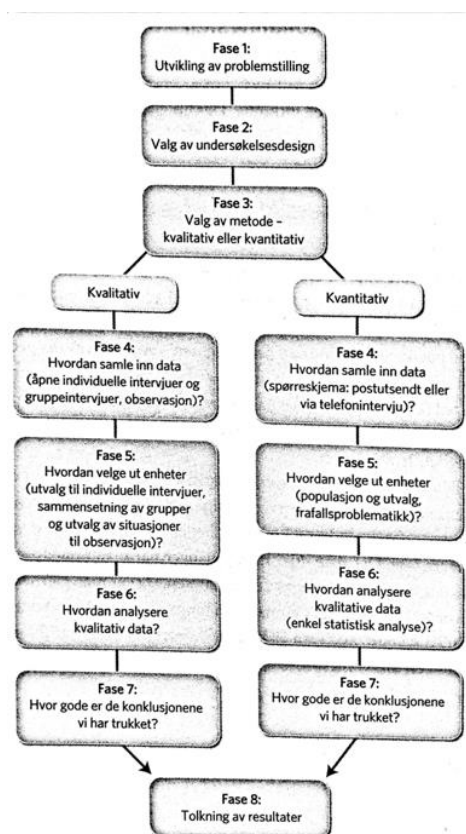 Fase 1:
Utvikling av problemstilling
Fase 2:
Valg av undersøkelsesdesign
Fase 3:
Valg av metode –
kvalitativ eller kvantitativ
Kvalitativ
Fase 4:
Hvordan samle inn data
(åpne individuelle intervjuer og
gruppeintervjuer, observasjon)?
Fase 5:
Hvordan velge ut enheter
(utvalg til individuelle intervjuer,
sammensetning av grupper
og utvalg av situasjoner
til observasjon)?
Fase 6:
Hvordan analysere
kvalitativ data?
Fase 7:
Hvor gode er de konklusjonene
vi har trukket?
Kvantitativ
Fase 4:
Hvordan samle inn data
(spørreskjema: postutsendt eller
via telefonintervju)?
Fase 5:
Hvordan velge ut enheter
(populasjon og utvalg,
frafallsproblematikk)?
Fase 6:
Hvordan analysere
kvalitative data
(enkel statistisk analyse)?
Fase 7:
Hvor gode er de konklusjonene
vi har trukket?
Fase 8:
Tolkning av resultater